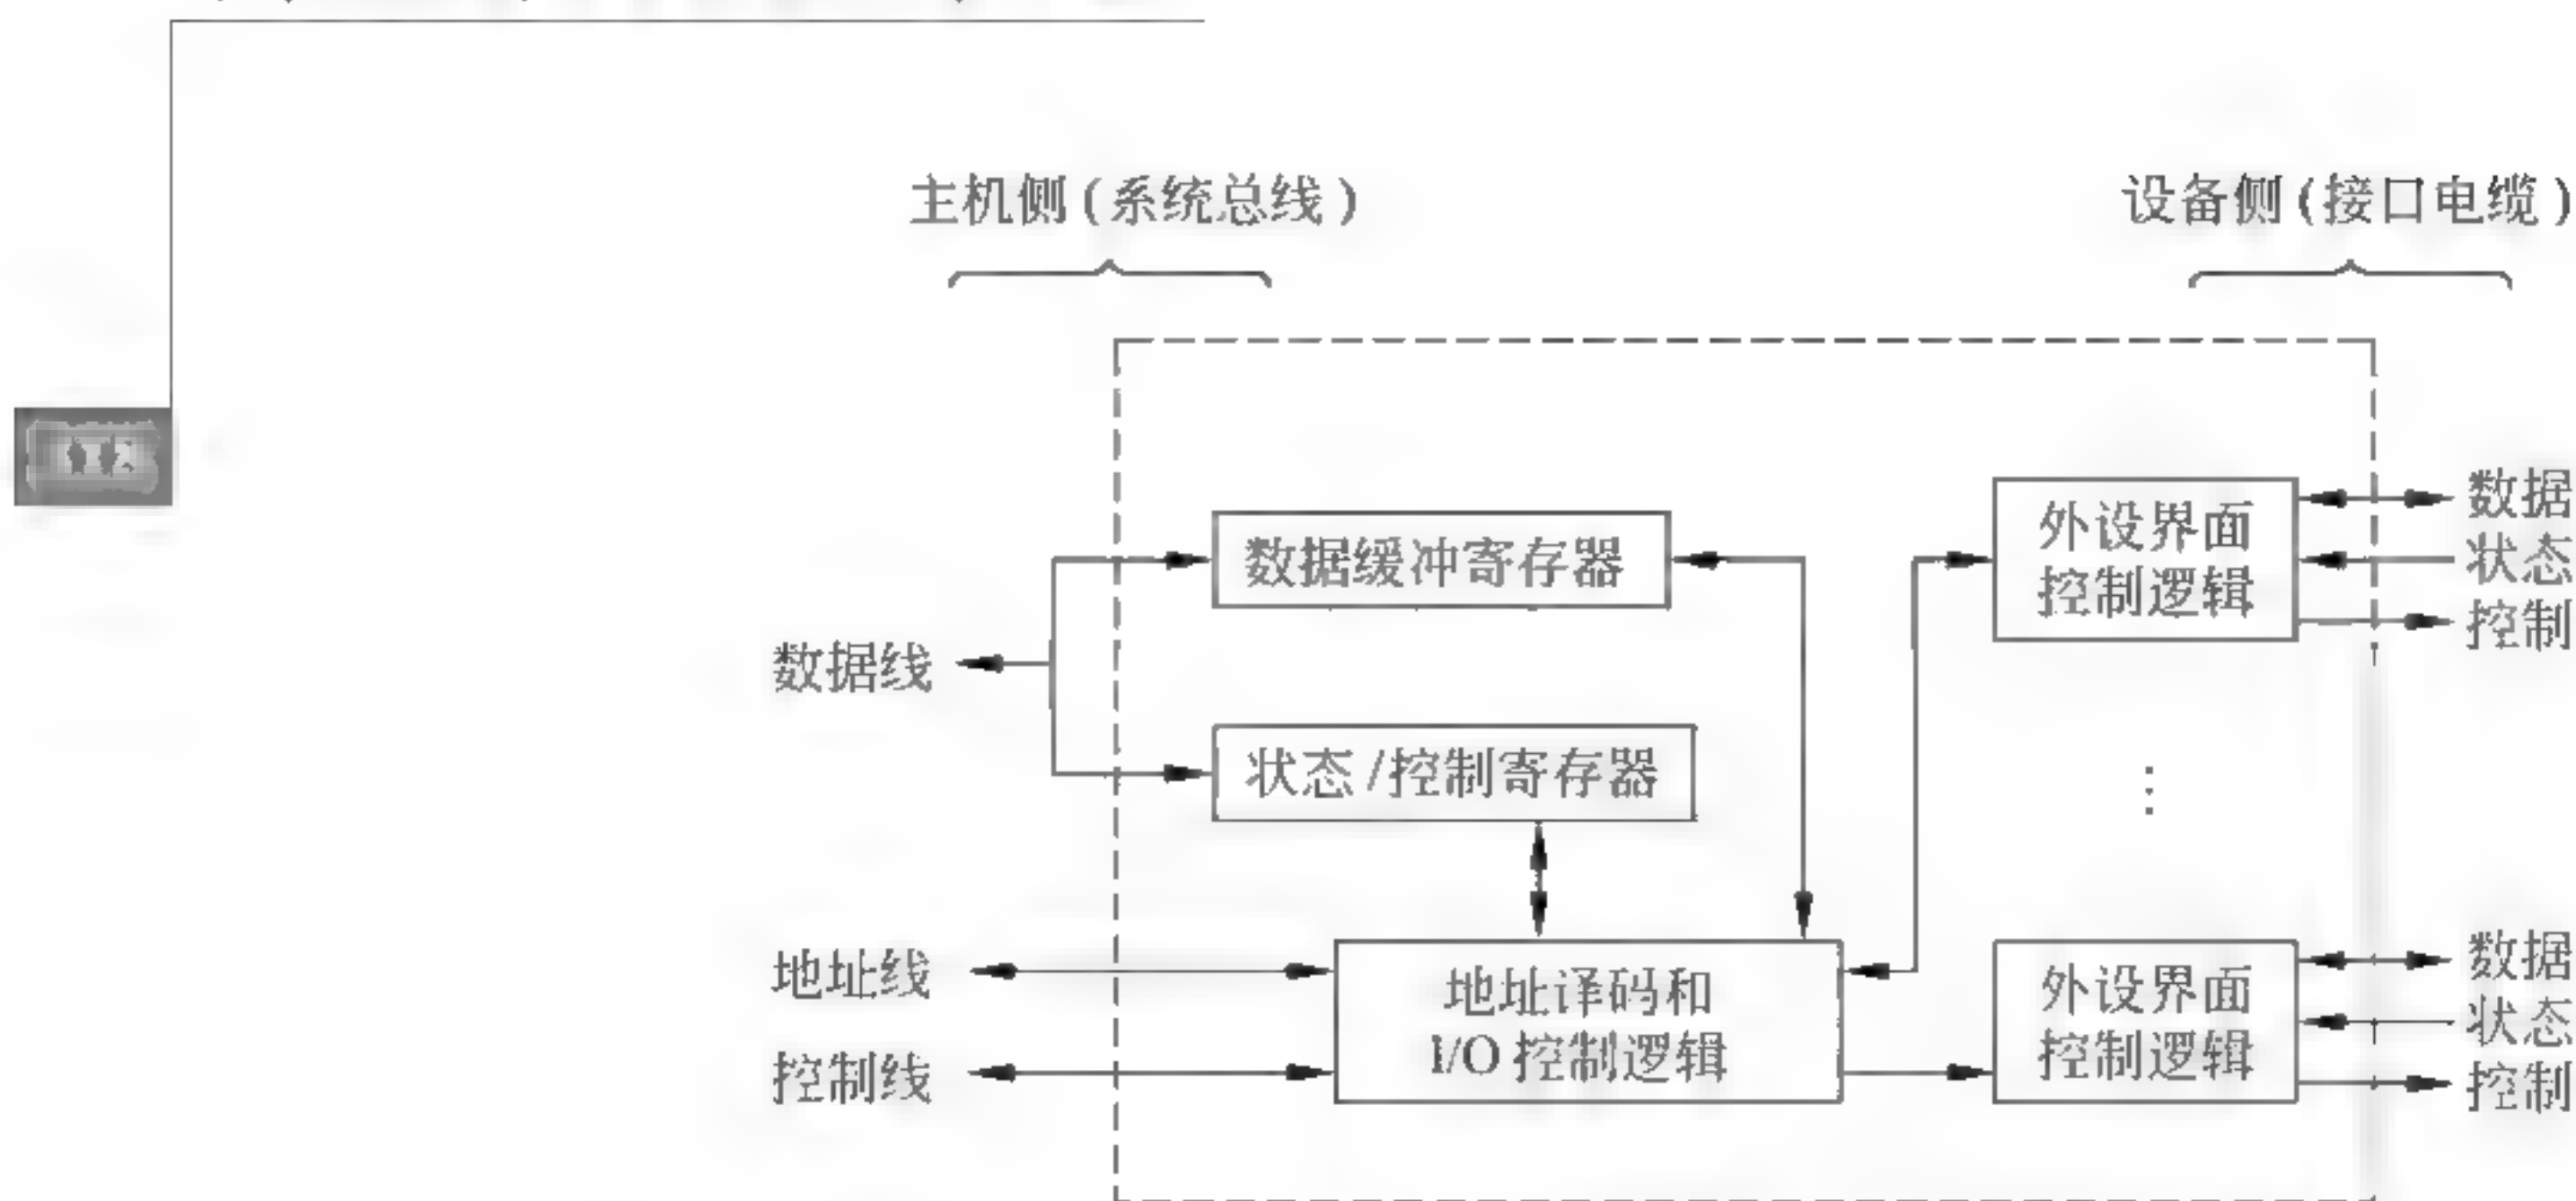 主机侧(系统总线)
设备侧(接口电缆)
数据缓冲寄存器
外设界面
控制逻辑
数据
状态
控制
数据线
状态/控制寄存器
⋮
地址线
控制线
地址译码和
I/O 控制逻辑
外设界面
控制逻辑
数据
状态
控制